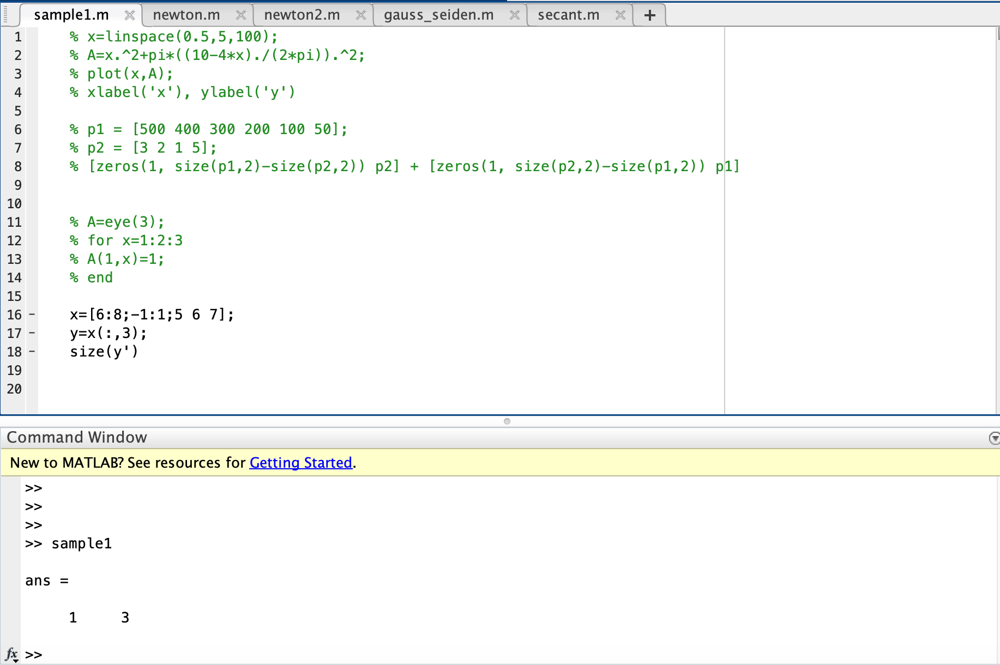 sample1.m newton.m newton2.m gauss_seiden.m secant.m +
1 % x=linspace(0.5,5,100);
2 % A=x.^2+pi*((10-4*x)./(2*pi)).^2;
3 % plot(x,A);
4 % xlabel('x'), ylabel('y')
5
6 % p1 = [500 400 300 200 100 50];
7 % p2 = [3 2 1 5];
8 % [zeros(1, size(p1,2)-size(p2,2)) p2] + [zeros(1, size(p2,2)-size(p1,2)) p1]
9
10
11 % A=eye(3);
12 % for x=1:2:3
13 % A(1,x)=1;
14 % end
15
16 - x=[6:8;-1:1;5 6 7];
17 - y=x(:,3);
18 - size(y')
19
20
Command Window
New to MATLAB? See resources for Getting Started.
>>
>>
>>
>> sample1
ans =
1 3
fx >>